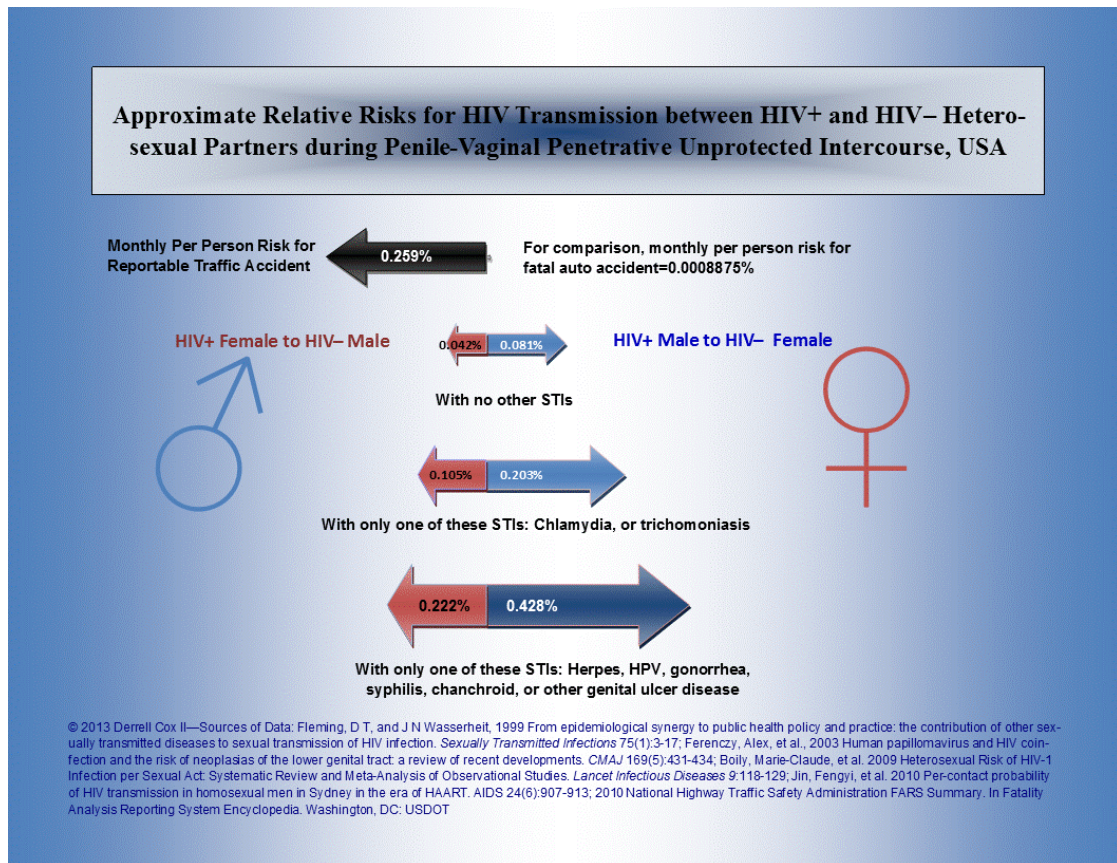 Approximate Relative Risks for HIV Transmission between HIV+ and HIV– Hetero-
sexual Partners during Penile-Vaginal Penetrative Unprotected Intercourse, USA
Monthly Per Person Risk for
Reportable Traffic Accident
0.259%
For comparison, monthly per person risk for
fatal auto accident=0.0008875%
HIV+ Female to HIV– Male
0.042%
0.081%
HIV+ Male to HIV– Female
With no other STIs
0.105%
0.203%
With only one of these STIs: Chlamydia, or trichomoniasis
0.222%
0.428%
With only one of these STIs: Herpes, HPV, gonorrhea,
syphilis, chanchroid, or other genital ulcer disease
© 2013 Derrell Cox II—Sources of Data: Fleming, D T, and J N Wasserheit, 1999 From epidemiological synergy to public health policy and practice: the contribution of other sex-
ually transmitted diseases to sexual transmission of HIV infection. Sexually Transmitted Infections 75(1):3-17; Ferenczy, Alex, et al., 2003 Human papillomavirus and HIV coin-
fection and the risk of neoplasias of the lower genital tract: a review of recent developments. CMAJ 169(5):431-434; Boily, Marie-Claude, et al. 2009 Heterosexual Risk of HIV-1
Infection per Sexual Act: Systematic Review and Meta-Analysis of Observational Studies. Lancet Infectious Diseases 9:118-129; Jin, Fengyi, et al. 2010 Per-contact probability
of HIV transmission in homosexual men in Sydney in the era of HAART. AIDS 24(6):907-913; 2010 National Highway Traffic Safety Administration FARS Summary. In Fatality
Analysis Reporting System Encyclopedia. Washington, DC: USDOT